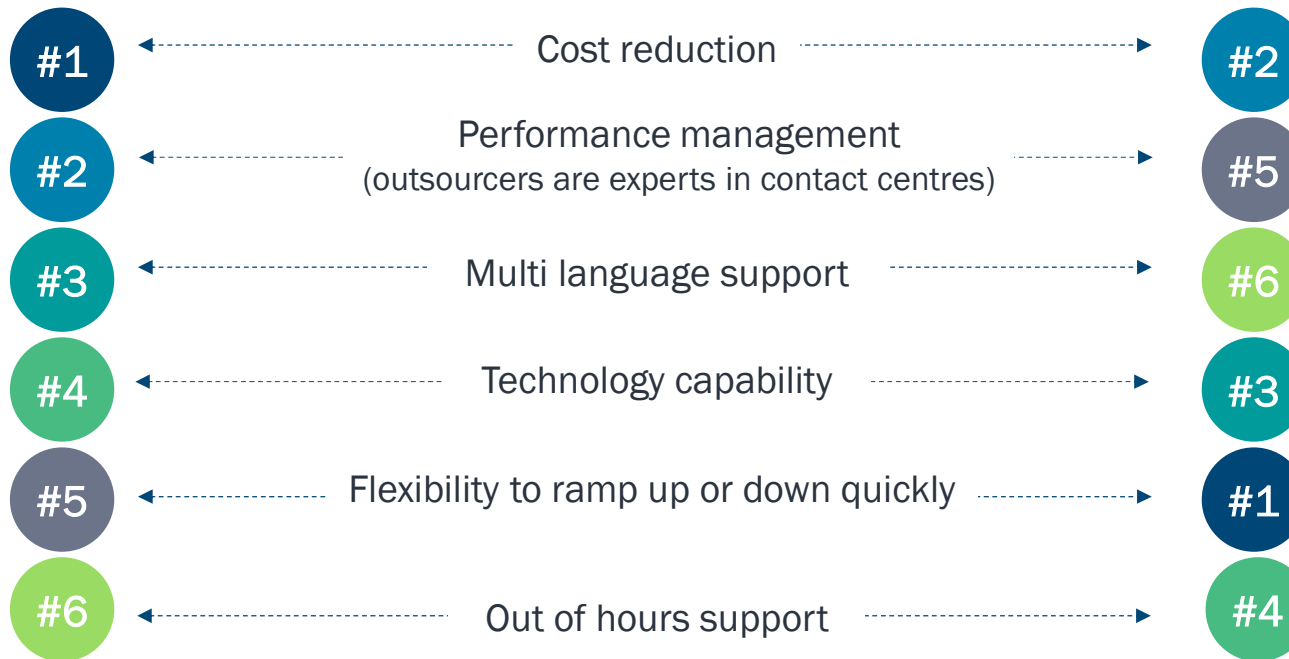 #1 Cost reduction #2
#2 Performance management #5
(outsourcers are experts in contact centres)
#3 Multi language support #6
#4 Technology capability #3
#5 Flexibility to ramp up or down quickly #1
#6 Out of hours support #4